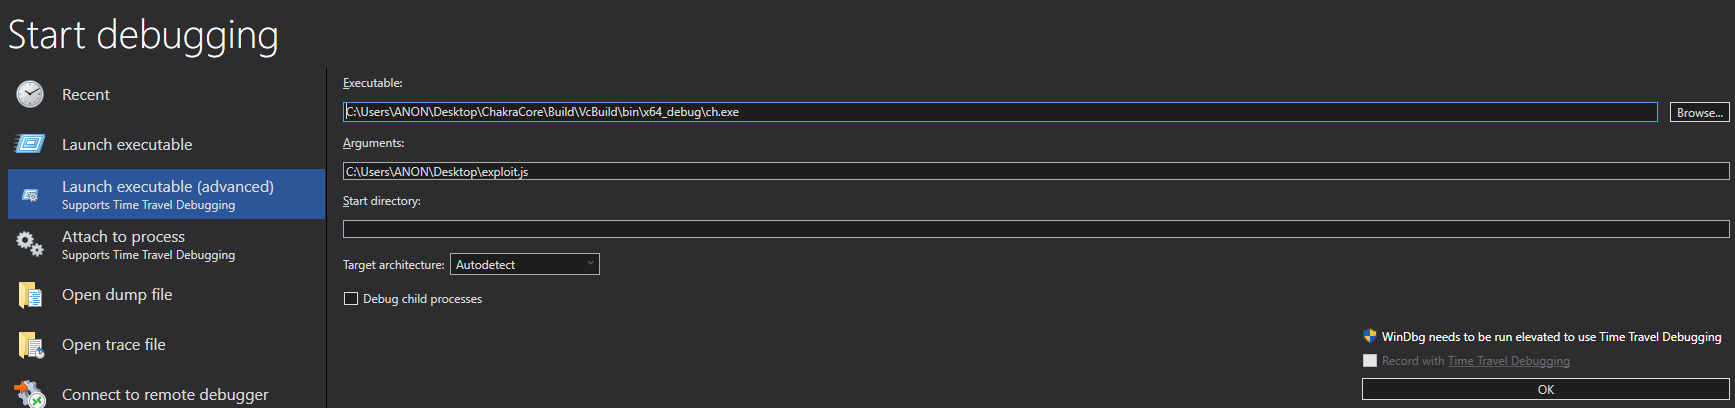 Start debugging
Recent
Launch executable
Launch executable (advanced)
Supports Time Travel Debugging
Attach to process
Supports Time Travel Debugging
Open dump file
Open trace file
Connect to remote debugger
Executable:
C:\Users\ANON\Desktop\ChakraCore\Build\VcBuild\bin\x64_debug\ch.exe
Browse...
Arguments:
C:\Users\ANON\Desktop\exploit.js
Start directory:
Target architecture: Autodetect
Debug child processes
WinDbg needs to be run elevated to use Time Travel Debugging
Record with Time Travel Debugging
OK